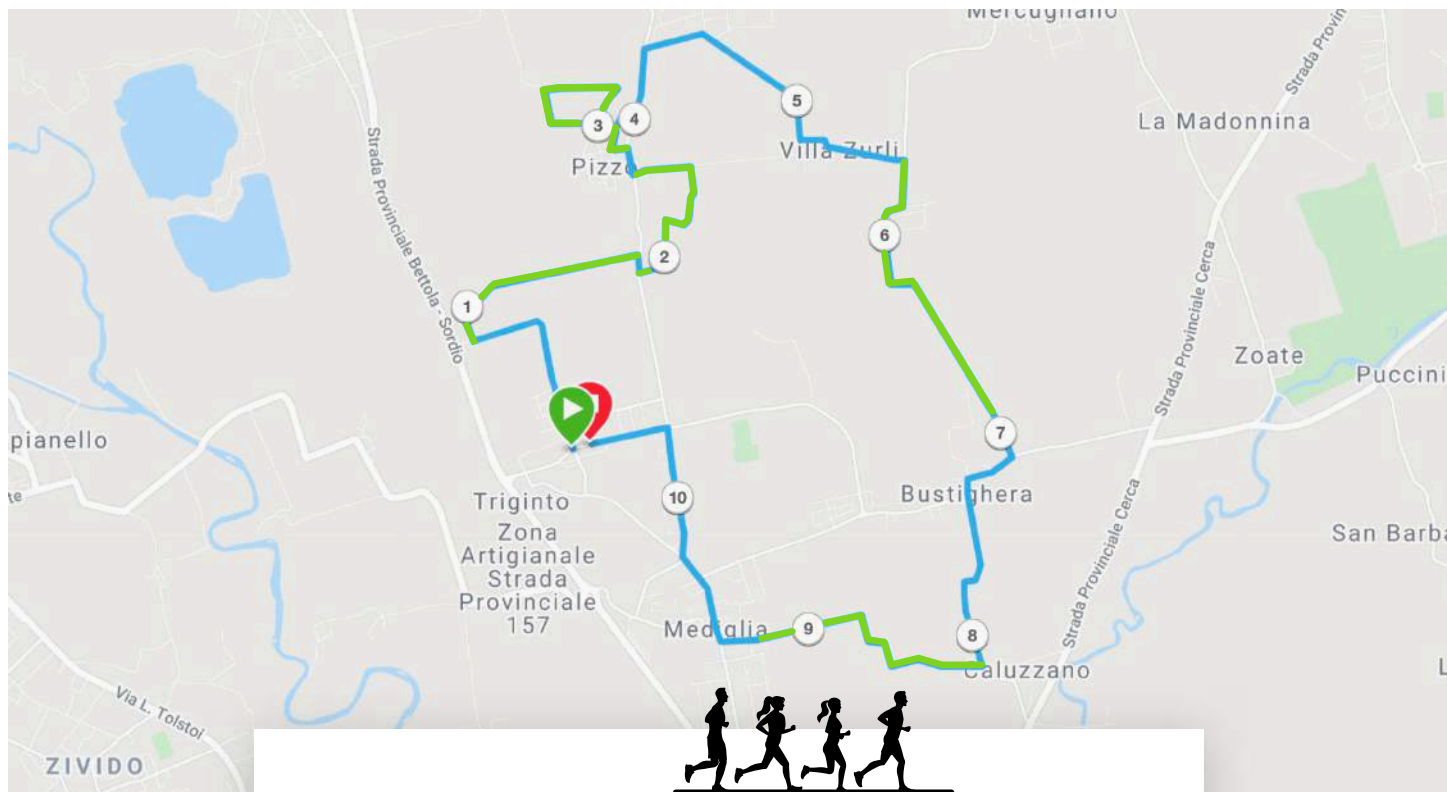 Mercugnano
Strada Provin
5
4
3
La Madonnina
Villa Zurli
Pizzo
Strada Provinciale Bettola - Sordio
6
2
1
Strada Provinciale Cerca
Zoate
Puccini
7
pianello
te
Bustighera
10
Triginto
Zona
Artigianale
Strada
Provinciale
157
San Barba
Strada Provinciale Cerca
Mediglia
9
8
Caluzzano
L
Via L. Tolstoi
ZIVIDO